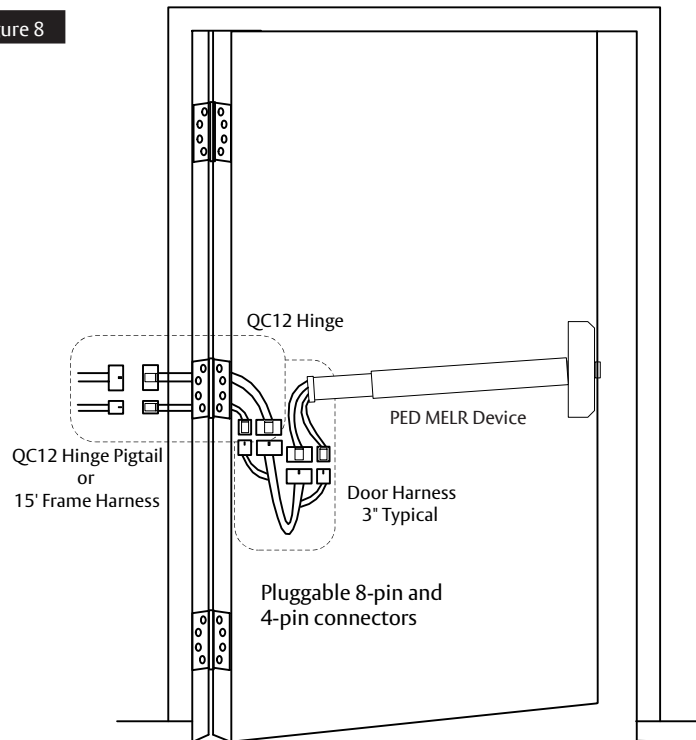 ure 8
QC12 Hinge
PED MELR Device
QC12 Hinge Pigtail
or
15' Frame Harness
Door Harness
3" Typical
Pluggable 8-pin and
4-pin connectors